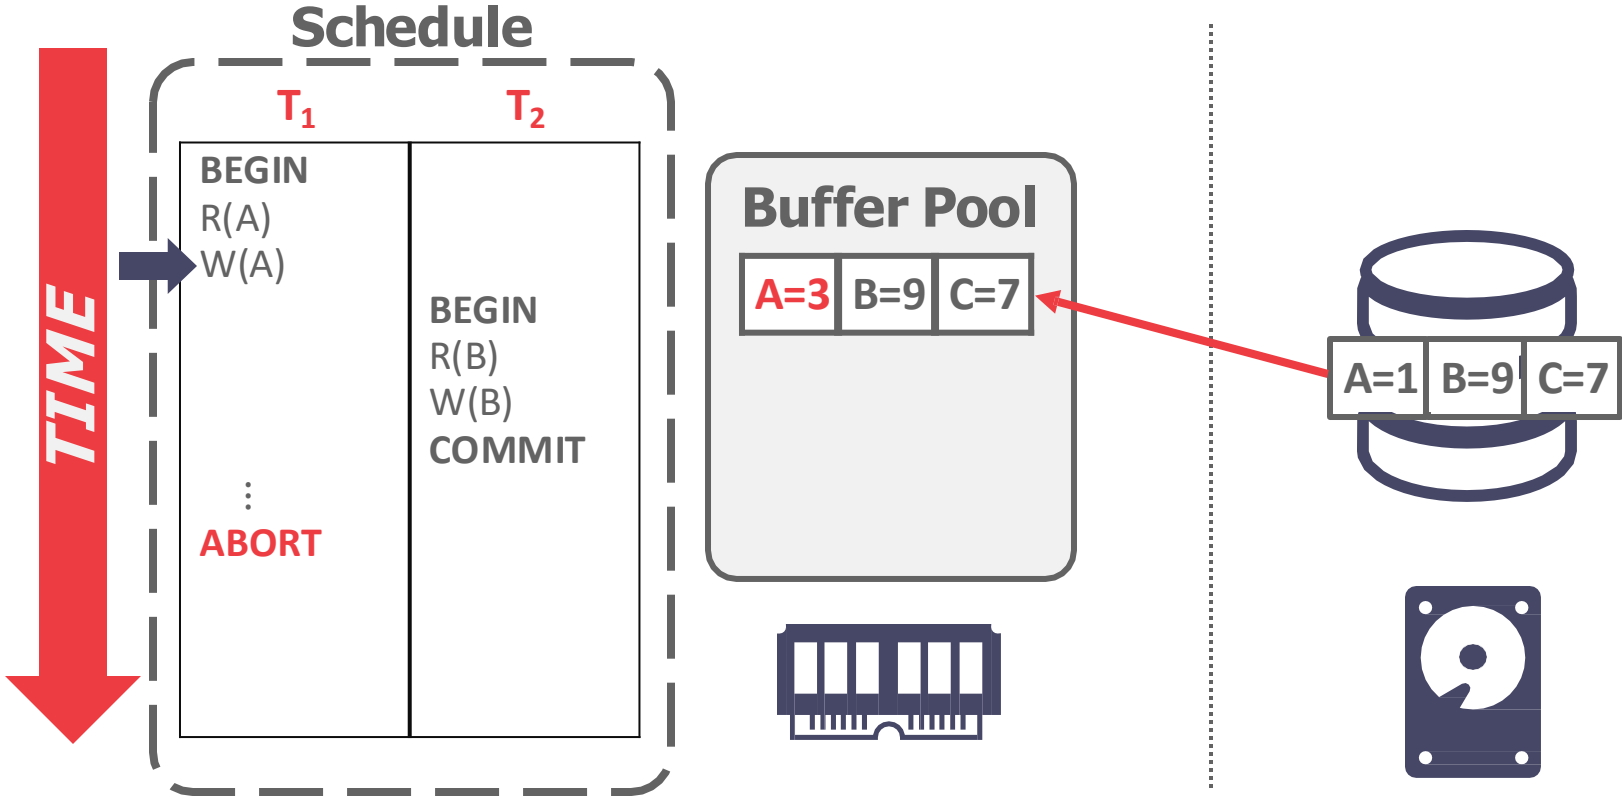 Schedule
TIME
T₁ T₂
BEGIN
R(A)
W(A)
⋮
ABORT
BEGIN
R(B)
W(B)
COMMIT
Buffer Pool
A=3 B=9 C=7
A=1 B=9 C=7